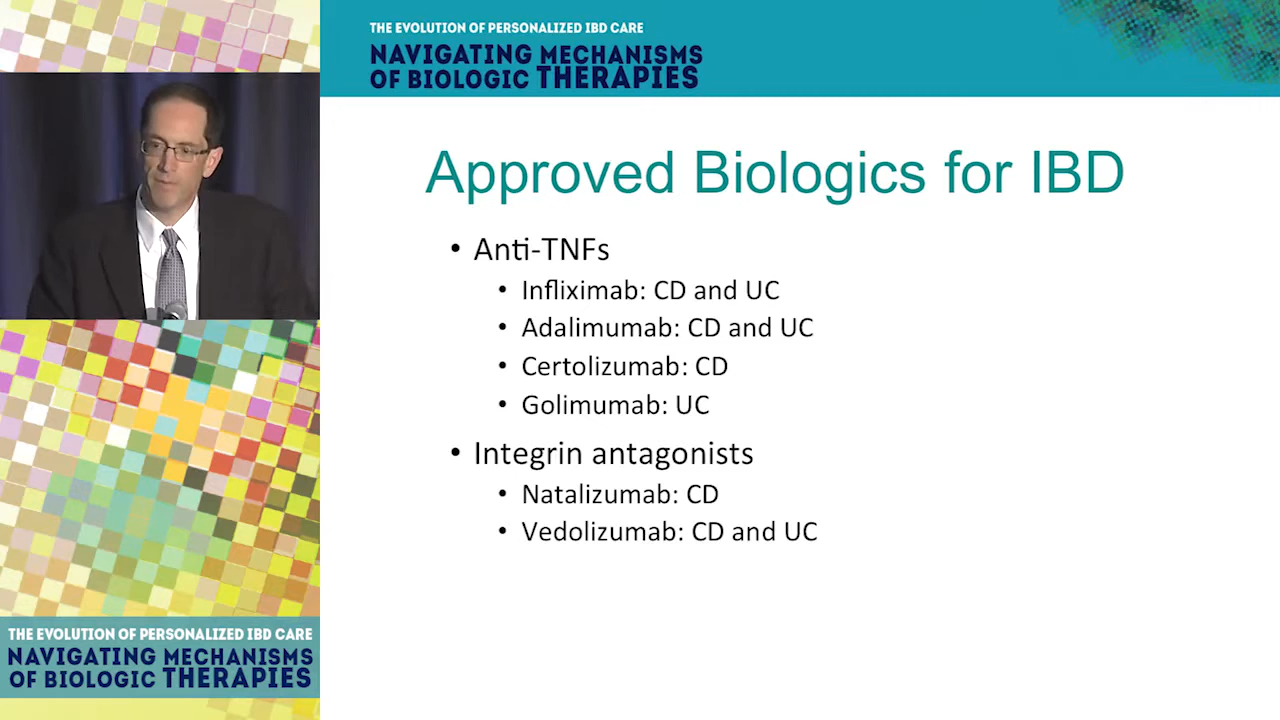 THE EVOLUTION OF PERSONALIZED IBD CARE
NAVIGATING MECHANISMS
OF BIOLOGIC THERAPIES
Approved Biologics for IBD
• Anti-TNFs
• Infliximab: CD and UC
• Adalimumab: CD and UC
• Certolizumab: CD
• Golimumab: UC
• Integrin antagonists
• Natalizumab: CD
• Vedolizumab: CD and UC
THE EVOLUTION OF PERSONALIZED IBD CARE
NAVIGATING MECHANISMS
OF BIOLOGIC THERAPIES